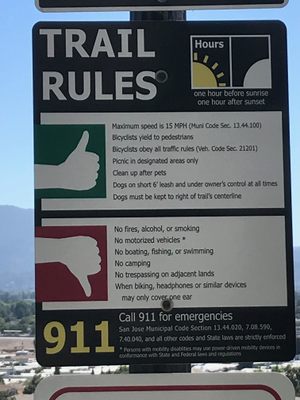 TRAIL
RULES
Hours
one hour before sunrise
one hour after sunset
Maximum speed is 15 MPH (Muni Code Sec. 13.44.100)
Bicyclists yield to pedestrians
Bicyclists obey all traffic rules (Veh. Code Sec. 21201)
Picnic in designated areas only
Clean up after pets
Dogs on short 6' leash and under owner's control at all times
Dogs must be kept to right of trail's centerline
No fires, alcohol, or smoking
No motorized vehicles *
No boating, fishing, or swimming
No camping
No trespassing on adjacent lands
When biking, headphones or similar devices
may only cover one ear
911
Call 911 for emergencies
San Jose Municipal Code Section 13.44.020, 7.08.590,
7.40.040, and all other codes and State laws are strictly enforced
* Persons with mobility disablities may use power-driven mobility devices in
conformance with State and Federal laws and regulations